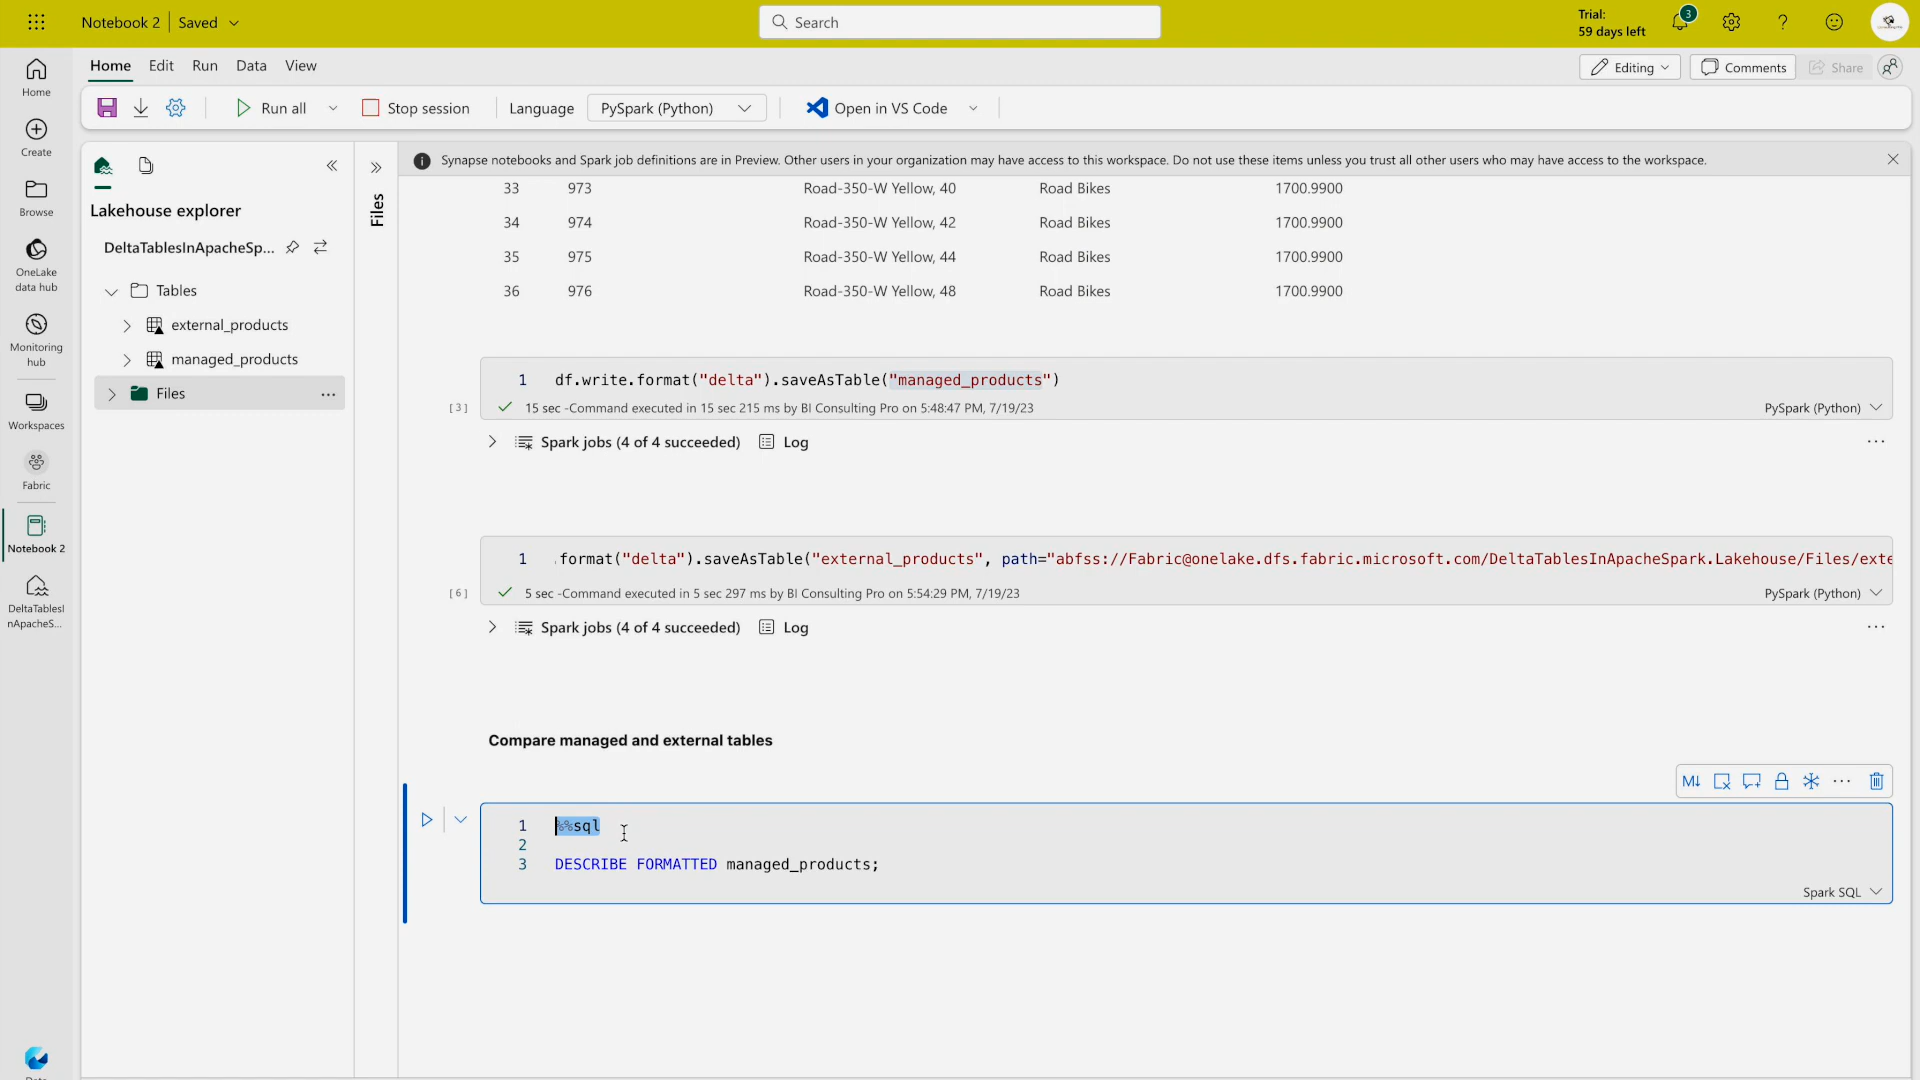 Notebook 2 | Saved
Search
Trial:
59 days left
3
Home Edit Run Data View
Editing
Comments
Share
Run all
Stop session
Language
PySpark (Python)
Open in VS Code
Home
Create
Browse
OneLake
data hub
Monitoring
hub
Workspaces
Fabric
Notebook 2
DeltaTablesI
nApacheS...
Lakehouse explorer
DeltaTablesInApacheSp...
Tables
external_products
managed_products
Files
...
Files
Synapse notebooks and Spark job definitions are in Preview. Other users in your organization may have access to this workspace. Do not use these items unless you trust all other users who may have access to the workspace.
33 973 Road-350-W Yellow, 40 Road Bikes 1700.9900
34 974 Road-350-W Yellow, 42 Road Bikes 1700.9900
35 975 Road-350-W Yellow, 44 Road Bikes 1700.9900
36 976 Road-350-W Yellow, 48 Road Bikes 1700.9900
1 df.write.format("delta").saveAsTable("managed_products")
[3] 15 sec -Command executed in 15 sec 215 ms by BI Consulting Pro on 5:48:47 PM, 7/19/23 PySpark (Python)
Spark jobs (4 of 4 succeeded) Log ...
1 .format("delta").saveAsTable("external_products", path="abfss://Fabric@onelake.dfs.fabric.microsoft.com/DeltaTablesInApacheSpark.Lakehouse/Files/exte
[6] 5 sec -Command executed in 5 sec 297 ms by BI Consulting Pro on 5:54:29 PM, 7/19/23 PySpark (Python)
Spark jobs (4 of 4 succeeded) Log ...
Compare managed and external tables
M↓ ...
1 %%sql
2
3 DESCRIBE FORMATTED managed_products;
Spark SQL